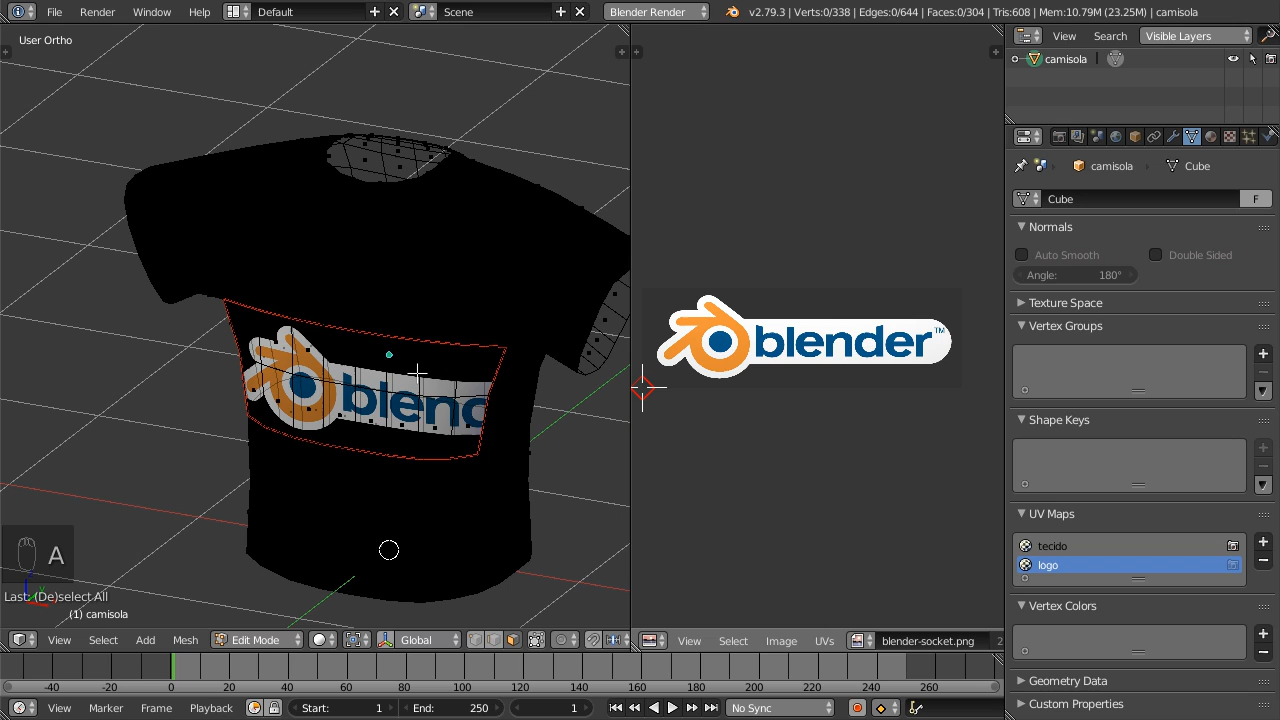 File Render Window Help Default Scene Blender Render v2.79.3 | Verts:0/338 | Edges:0/644 | Faces:0/304 | Tris:608 | Mem:10.79M (23.25M) | camisola
User Ortho
View Search Visible Layers
camisola
camisola Cube
Cube F
Normals
Auto Smooth Double Sided
Angle: 180°
Texture Space
Vertex Groups
blender™
blend
Shape Keys
UV Maps
tecido
logo
A
Last: (De)select All
(1) camisola
Vertex Colors
View Select Add Mesh Edit Mode Global
View Select Image UVs blender-socket.png 2
-40 -20 0 20 40 60 80 100 120 140 160 180 200 220 240 260
Geometry Data
View Marker Frame Playback Start: 1 End: 250 1 No Sync
Custom Properties